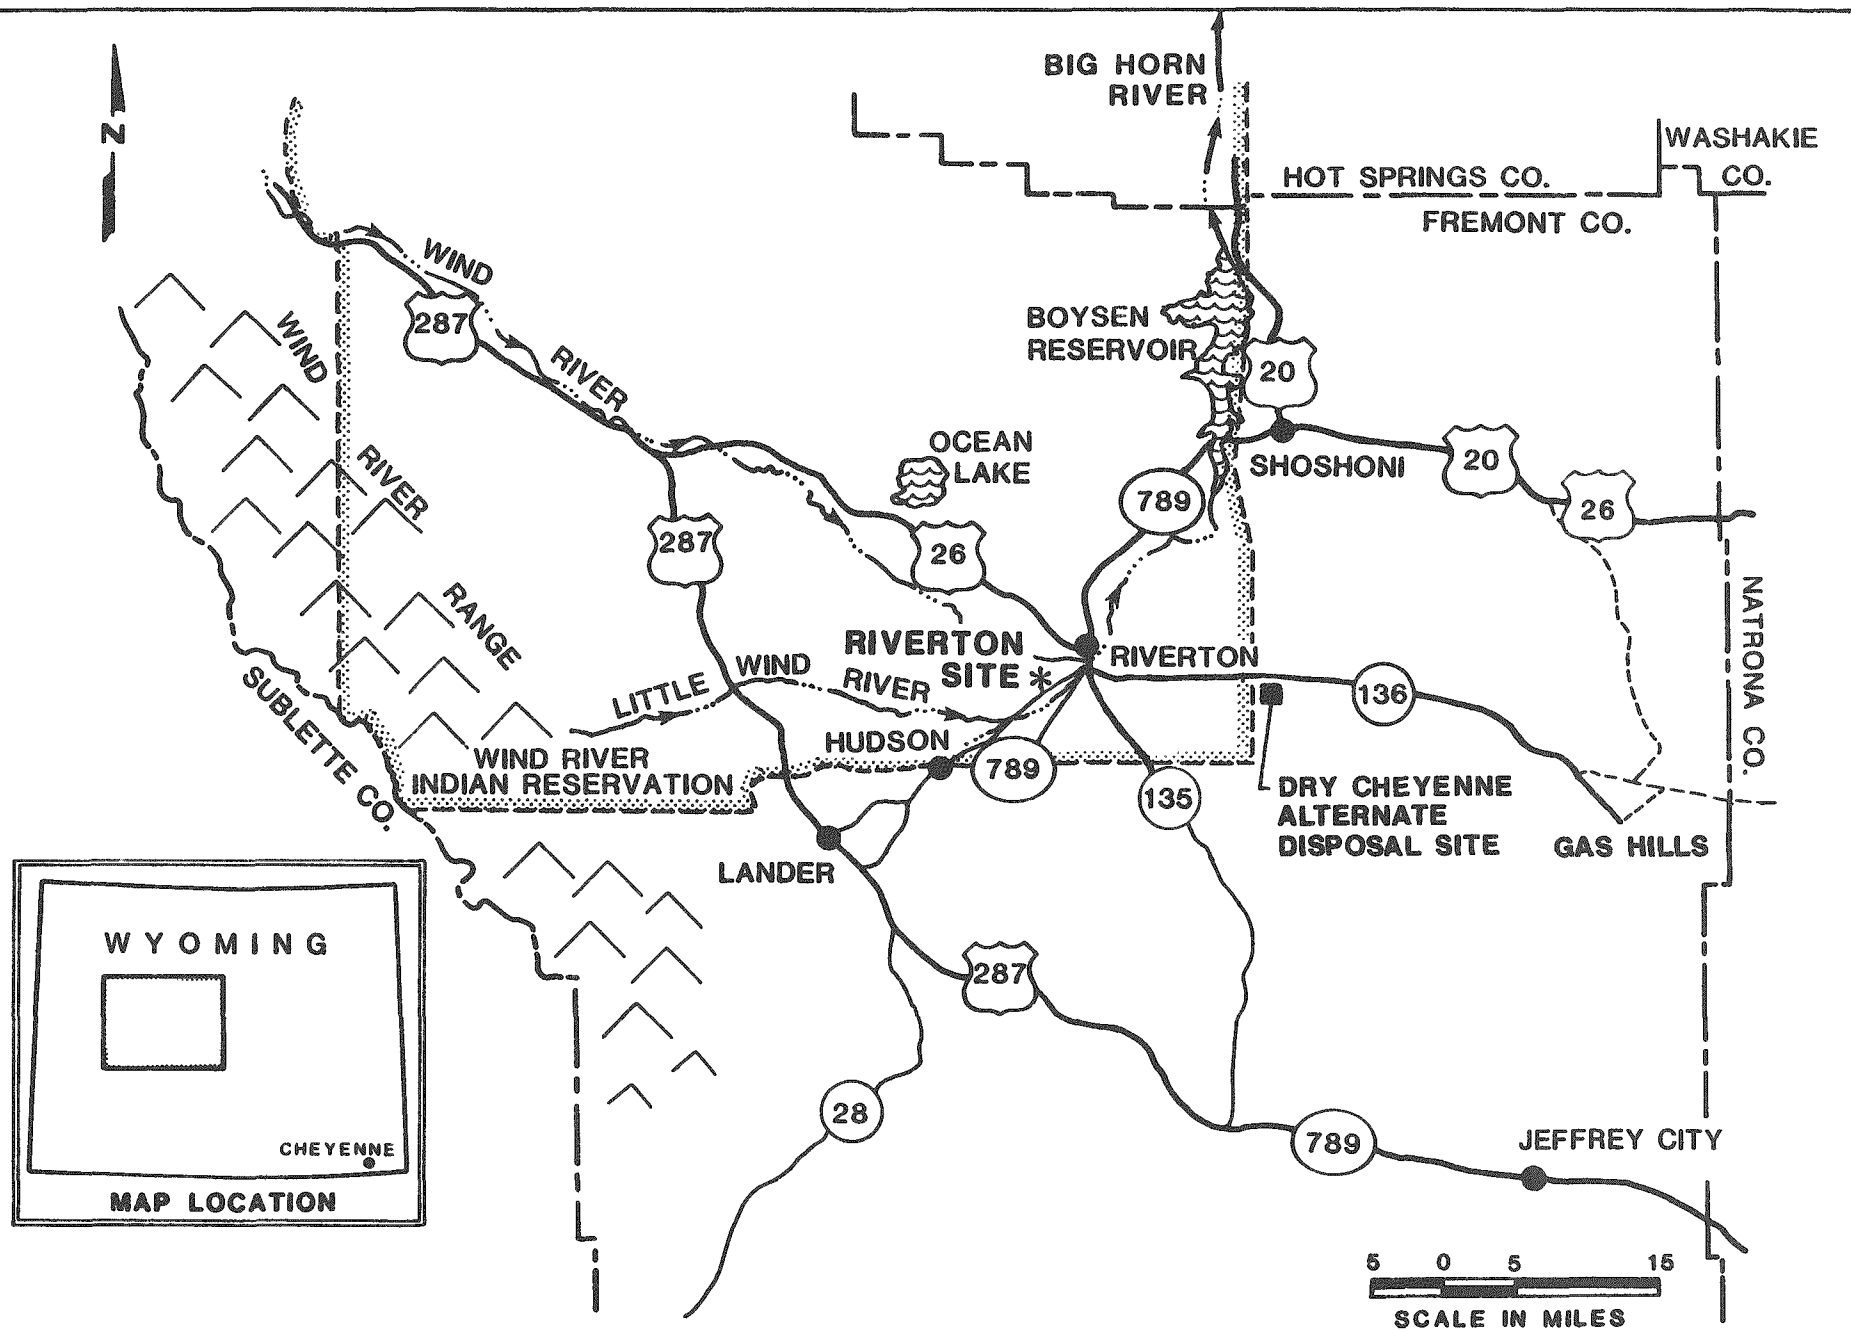 BIG HORN
RIVER
N
WASHAKIE
CO.
HOT SPRINGS CO.
FREMONT CO.
WIND
RIVER
287
WIND
RIVER
RANGE
BOYSEN
RESERVOIR
20
OCEAN
LAKE
SHOSHONI
20
26
789
287
26
NATRONA CO.
RIVERTON
SITE *
RIVERTON
LITTLE
WIND
RIVER
136
SUBLETTE CO.
HUDSON
WIND RIVER
INDIAN RESERVATION
789
135
DRY CHEYENNE
ALTERNATE
DISPOSAL SITE
GAS HILLS
LANDER
WYOMING
CHEYENNE
MAP LOCATION
287
28
789
JEFFREY CITY
5 0 5 15
SCALE IN MILES